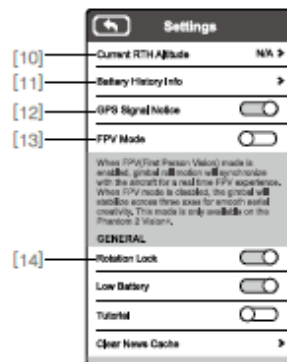 Settings
[10] Current RTH Altitude N/A >
[11] Battery History Info >
[12] GPS Signal Notice
[13] FPV Mode
When FPV(First Person Vision) mode is
enabled, gimbal roll motion will synchronize
with the aircraft for a real time FPV experience.
When FPV mode is disabled, the gimbal will
stabilize across three axes for smooth aerial
creativity. This mode is only available on the
Phantom 2 Vision+.
GENERAL
[14] Rotation Lock
Low Battery
Tutorial
Clear News Cache >